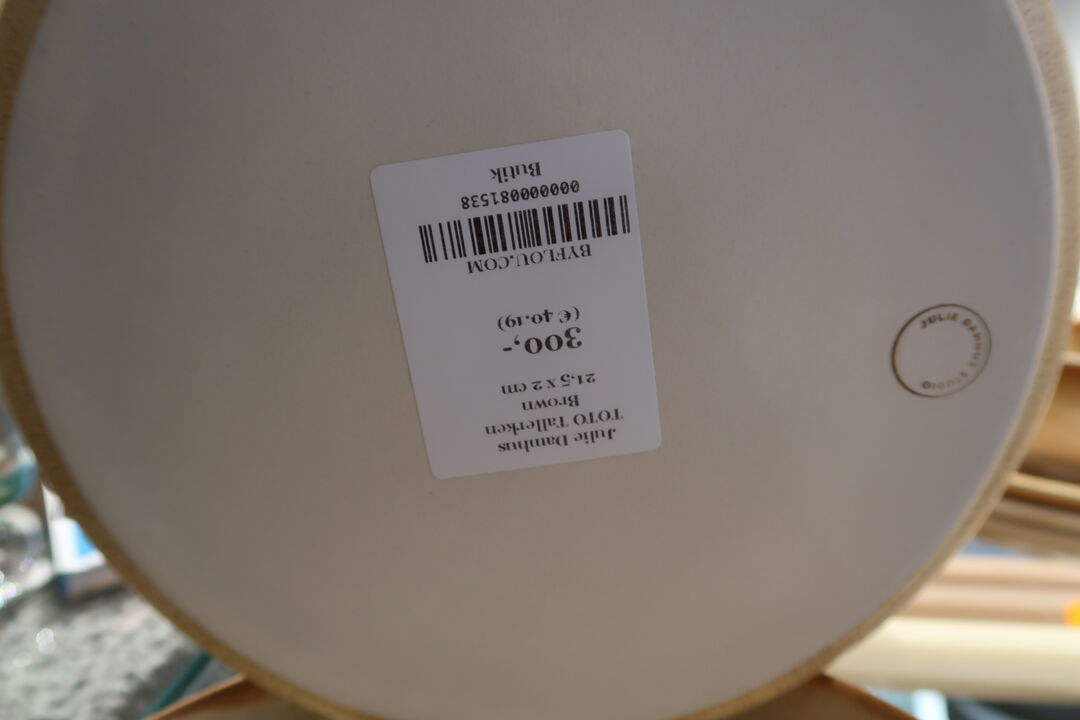 Julie Damhus
TOTO Tallerken
Brown
21,5 x 2 cm
300,-
(€ 40.19)
BYFLOU.COM
0000000081538
Butik
JULIE DAMHUS STUDIO